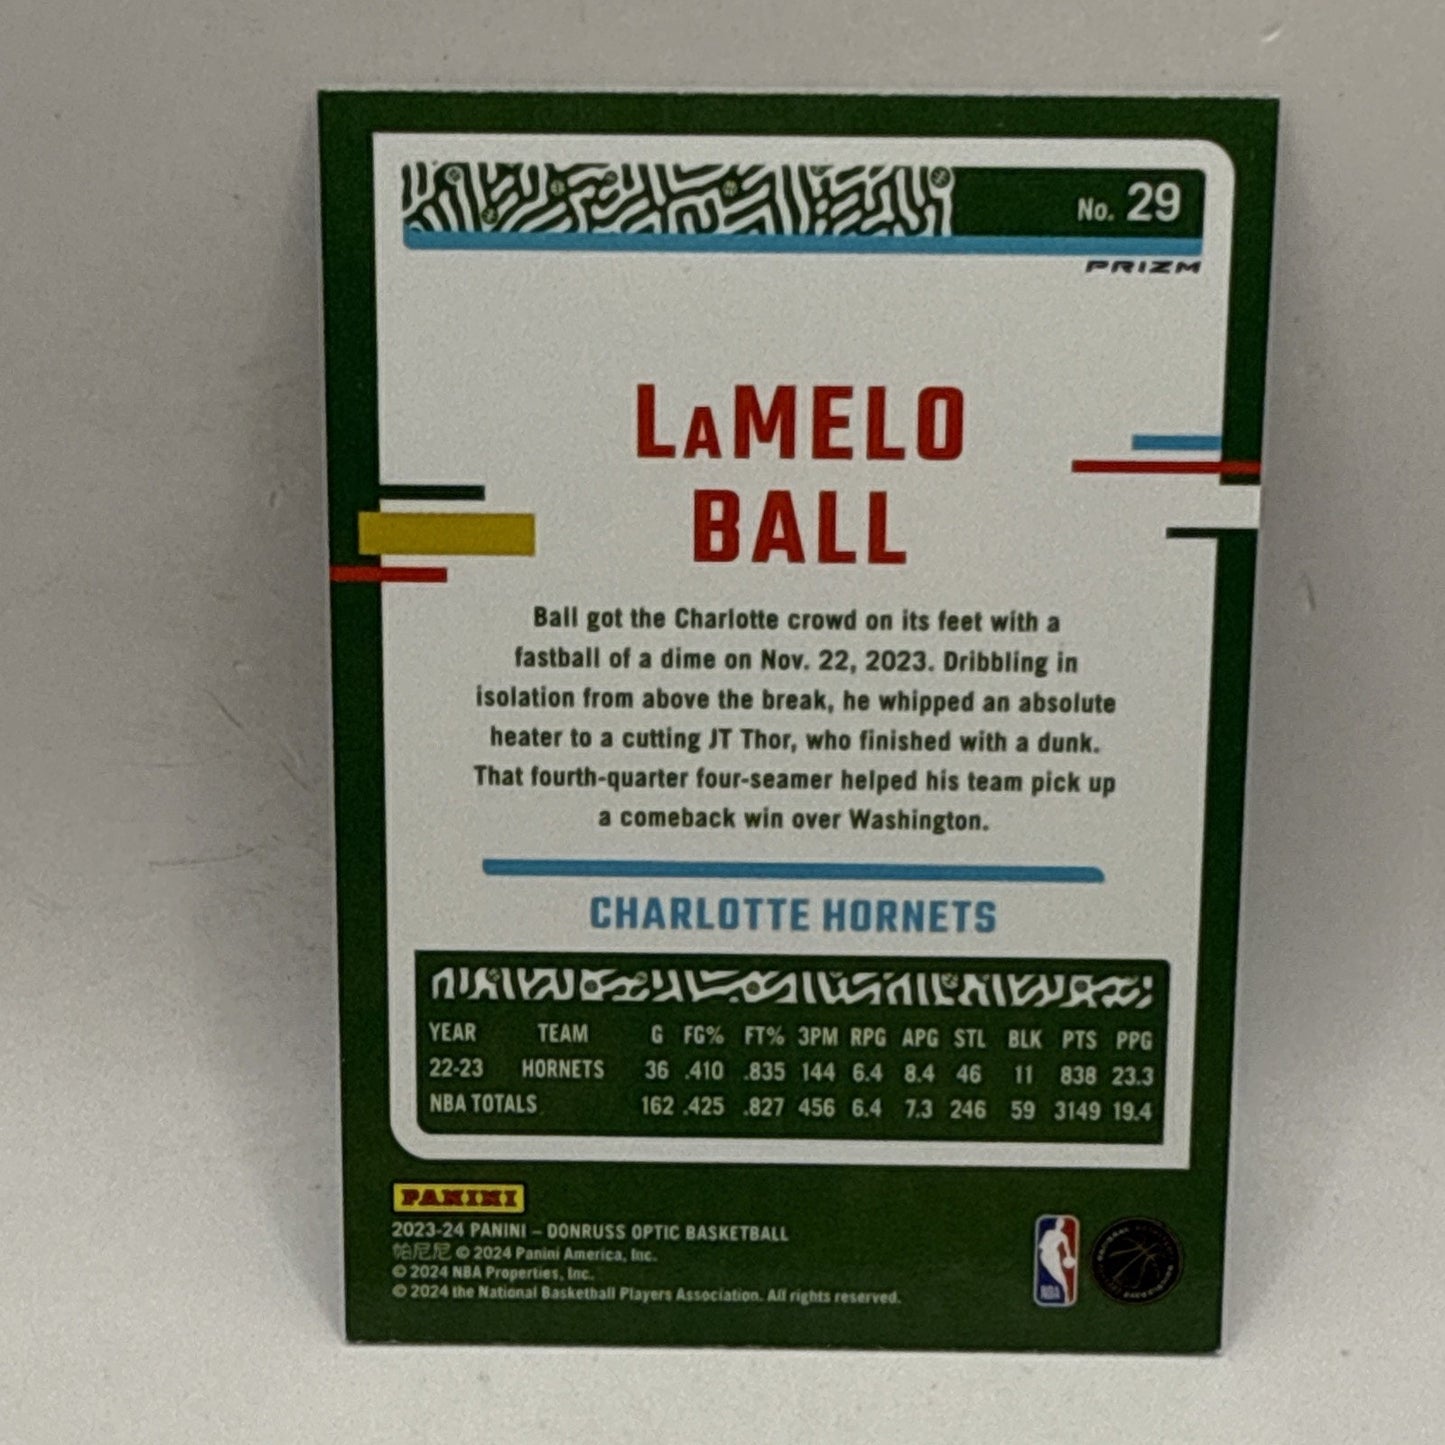 No. 29
PRIZM
LaMELO
BALL
Ball got the Charlotte crowd on its feet with a
fastball of a dime on Nov. 22, 2023. Dribbling in
isolation from above the break, he whipped an absolute
heater to a cutting JT Thor, who finished with a dunk.
That fourth-quarter four-seamer helped his team pick up
a comeback win over Washington.
CHARLOTTE HORNETS
YEAR TEAM G FG% FT% 3PM RPG APG STL BLK PTS PPG
22-23 HORNETS 36 .410 .835 144 6.4 8.4 46 11 838 23.3
NBA TOTALS 162 .425 .827 456 6.4 7.3 246 59 3149 19.4
PANINI
2023-24 PANINI – DONRUSS OPTIC BASKETBALL
帕尼尼 © 2024 Panini America, Inc.
© 2024 NBA Properties, Inc.
© 2024 the National Basketball Players Association. All rights reserved.
NBA